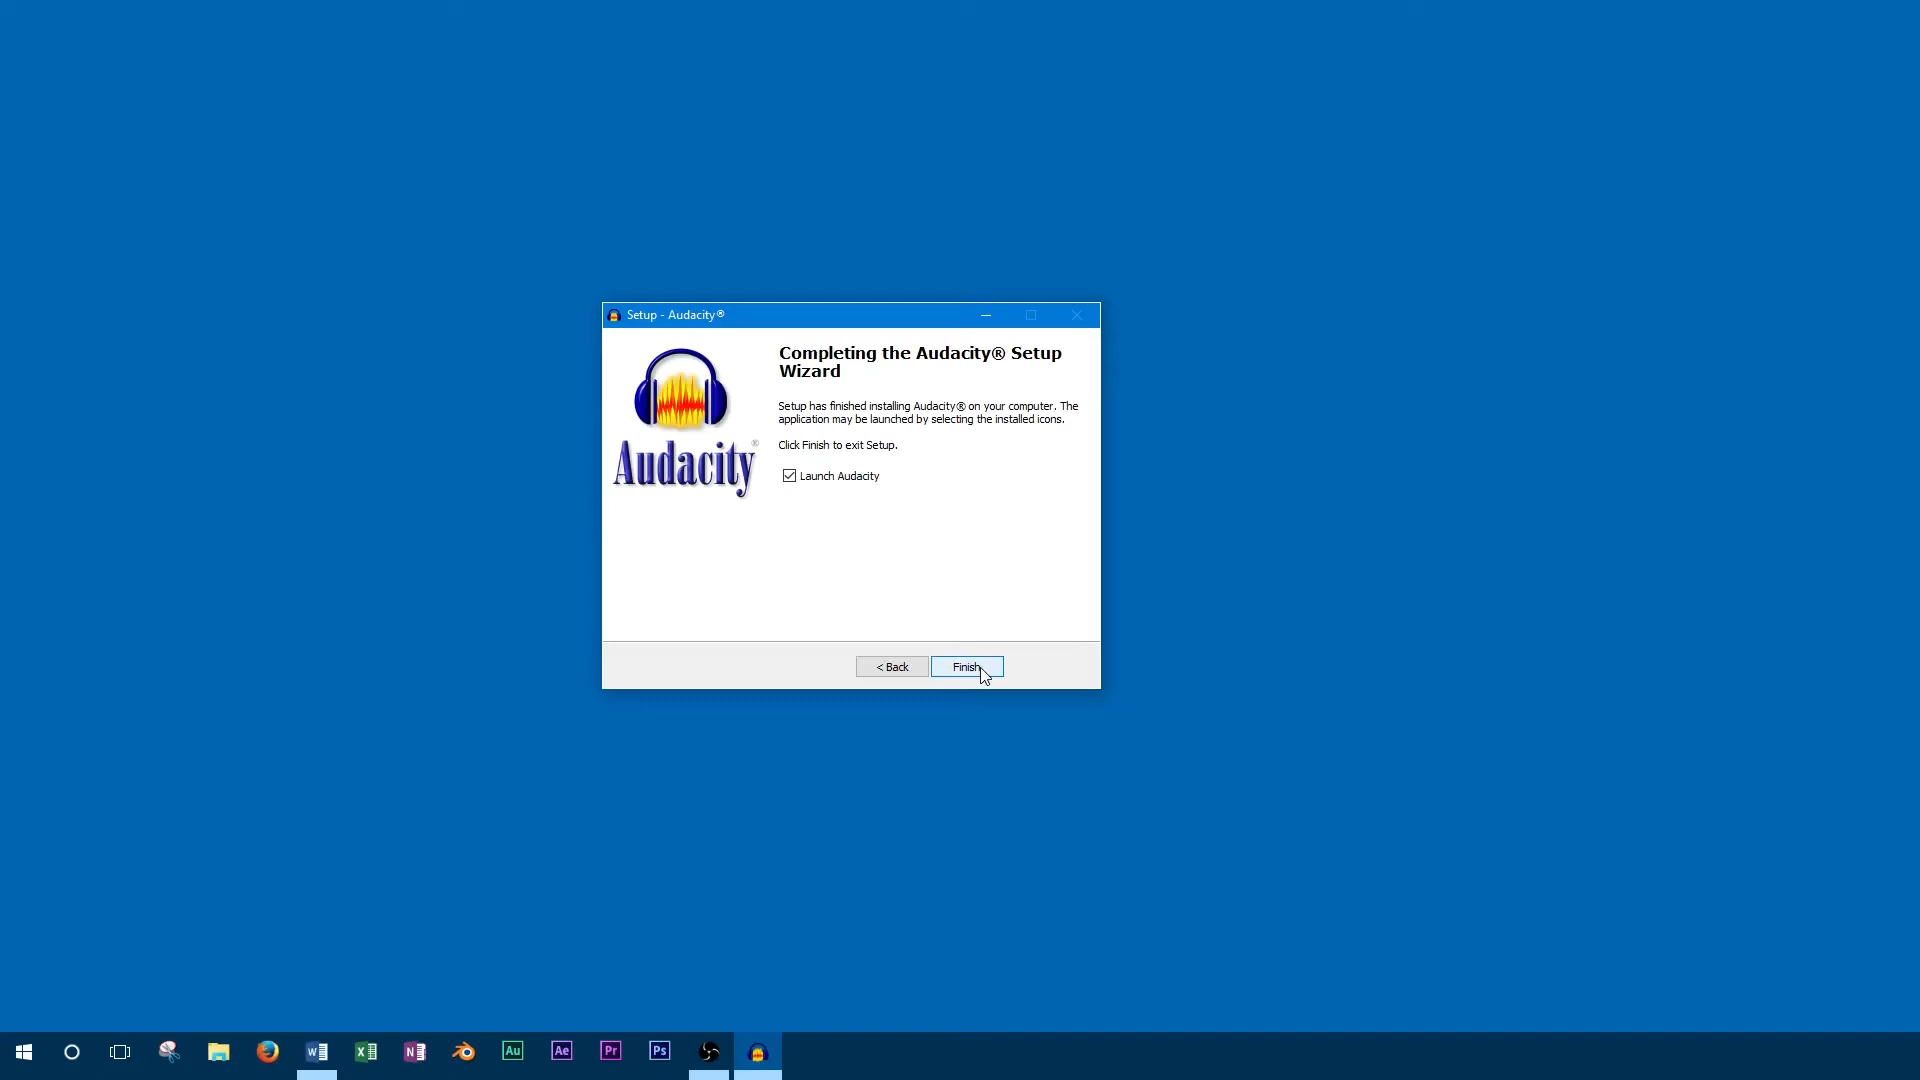 Setup - Audacity®
Completing the Audacity® Setup
Wizard
Audacity®
Setup has finished installing Audacity® on your computer. The
application may be launched by selecting the installed icons.
Click Finish to exit Setup.
Launch Audacity
< Back
Finish
W
X
N
Au
Ae
Pr
Ps